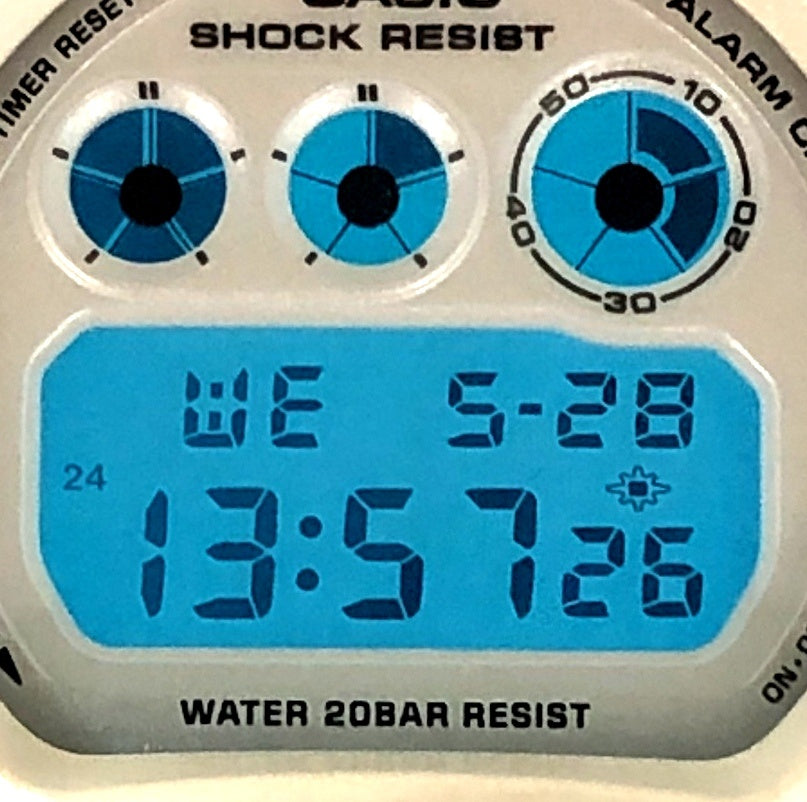 CASIO
SHOCK RESIST
TIMER RESET
ALARM
50 10
40 20
30
WE 5-28
24
13:57 26
WATER 20BAR RESIST